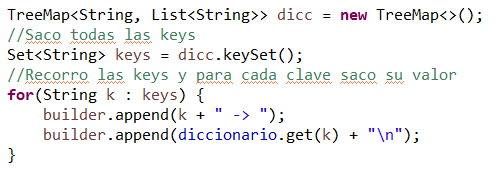 TreeMap<String, List<String>> dicc = new TreeMap<>();
//Saco todas las keys
Set<String> keys = dicc.keySet();
//Recorro las keys y para cada clave saco su valor
for(String k : keys) {
    builder.append(k + " -> ");
    builder.append(diccionario.get(k) + "\n");
}